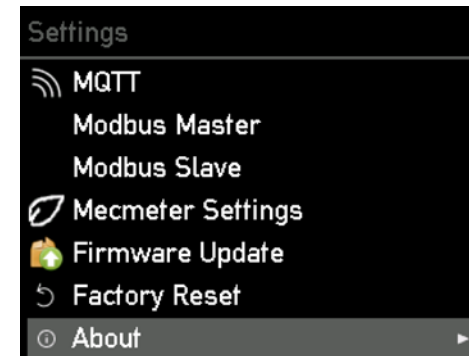 Settings
MQTT
Modbus Master
Modbus Slave
Mecmeter Settings
Firmware Update
Factory Reset
About